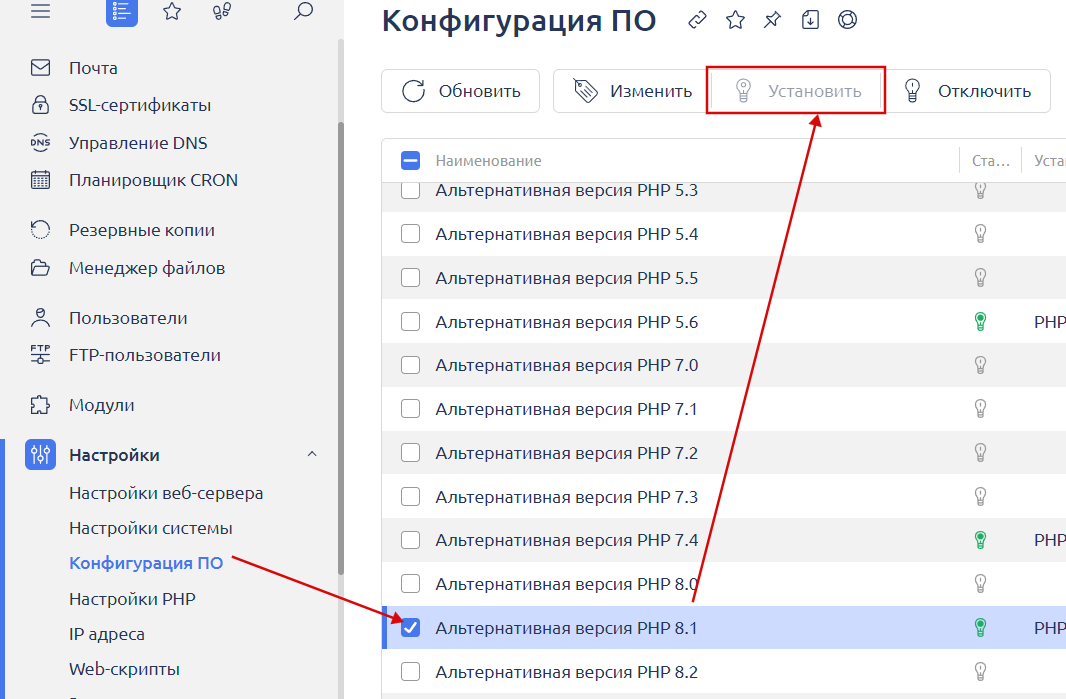 Конфигурация ПО
Почта
SSL-сертификаты
DNS
Управление DNS
Планировщик CRON
Резервные копии
Менеджер файлов
Пользователи
FTP
FTP-пользователи
Модули
Настройки
Настройки веб-сервера
Настройки системы
Конфигурация ПО
Настройки PHP
IP адреса
Web-скрипты
Обновить
Изменить
Установить
Отключить
Наименование Ста... Уста
Альтернативная версия PHP 5.3
Альтернативная версия PHP 5.4
Альтернативная версия PHP 5.5
Альтернативная версия PHP 5.6 PHP
Альтернативная версия PHP 7.0
Альтернативная версия PHP 7.1
Альтернативная версия PHP 7.2
Альтернативная версия PHP 7.3
Альтернативная версия PHP 7.4 PHP
Альтернативная версия PHP 8.0
Альтернативная версия PHP 8.1 PHP
Альтернативная версия PHP 8.2